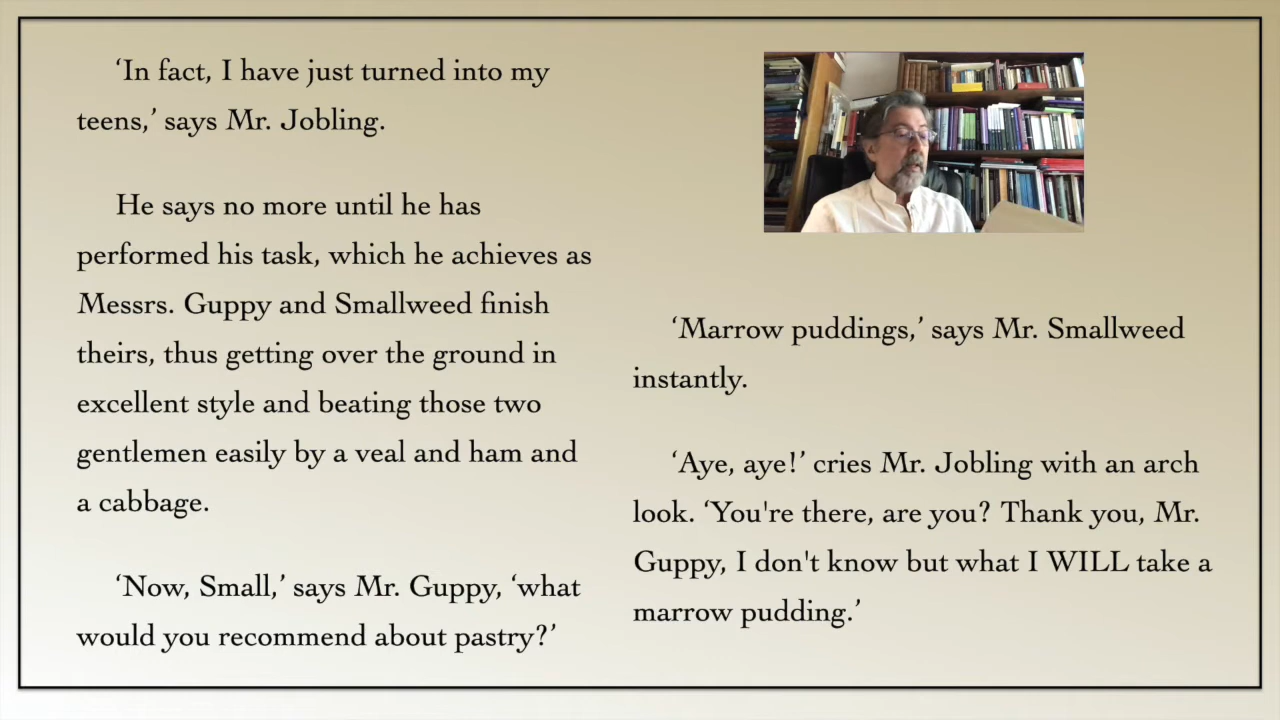 ‘In fact, I have just turned into my
teens,’ says Mr. Jobling.
He says no more until he has
performed his task, which he achieves as
Messrs. Guppy and Smallweed finish
theirs, thus getting over the ground in
excellent style and beating those two
gentlemen easily by a veal and ham and
a cabbage.
‘Now, Small,’ says Mr. Guppy, ‘what
would you recommend about pastry?’
‘Marrow puddings,’ says Mr. Smallweed
instantly.
‘Aye, aye!’ cries Mr. Jobling with an arch
look. ‘You're there, are you? Thank you, Mr.
Guppy, I don't know but what I WILL take a
marrow pudding.’